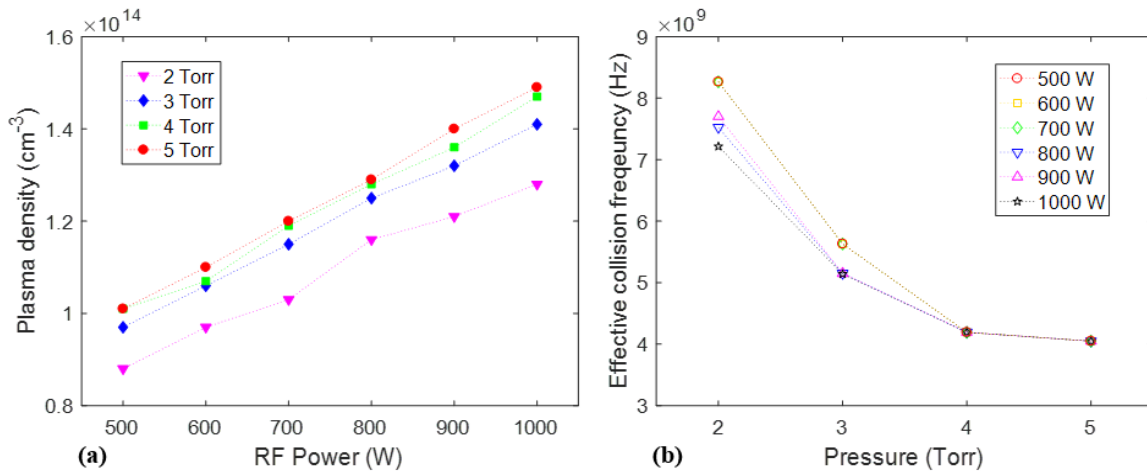 ×10^14
1.6
1.4
1.2
1
0.8
Plasma density (cm^-3)
2 Torr
3 Torr
4 Torr
5 Torr
500 600 700 800 900 1000
RF Power (W)
(a)
×10^9
9
8
7
6
5
4
3
Effective collision freqeuncy (Hz)
500 W
600 W
700 W
800 W
900 W
1000 W
2 3 4 5
Pressure (Torr)
(b)